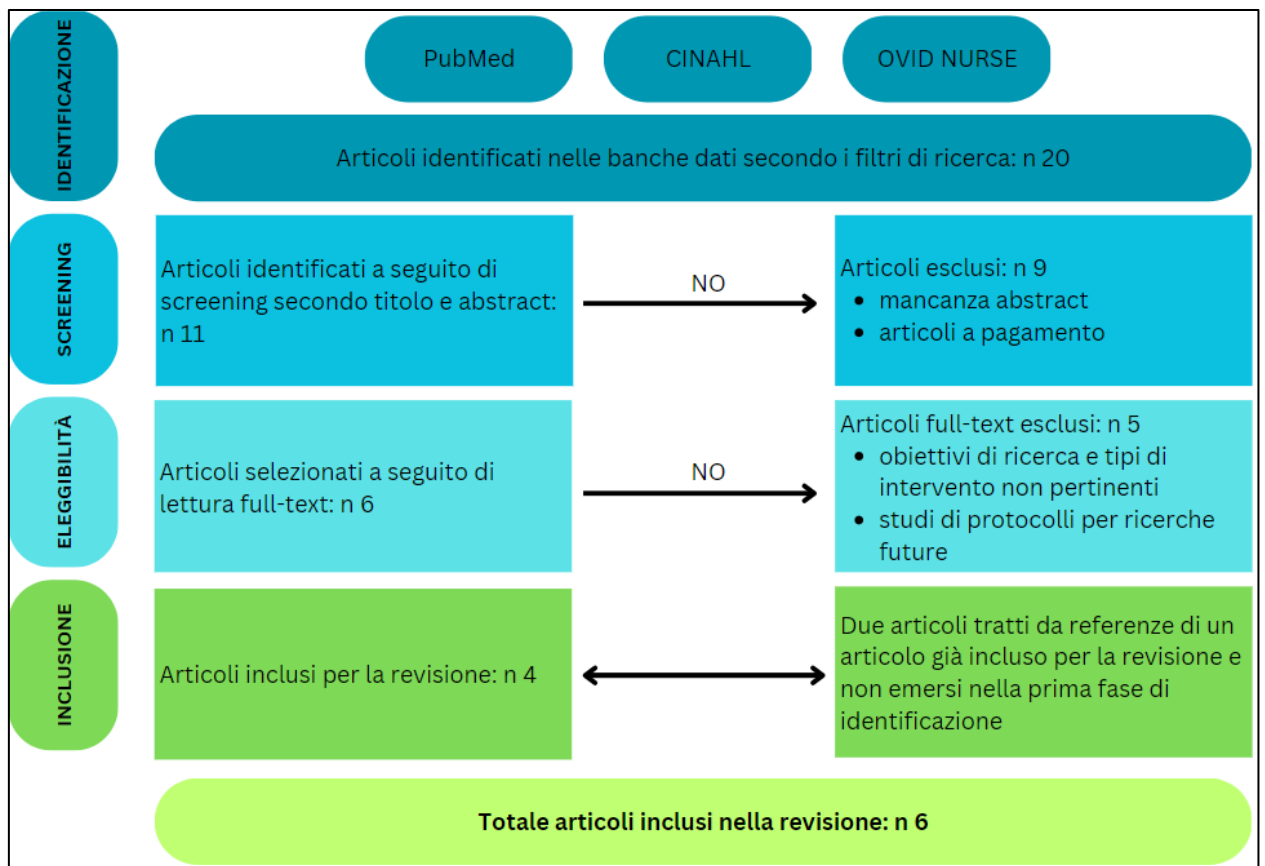 IDENTIFICAZIONE
PubMed
CINAHL
OVID NURSE
Articoli identificati nelle banche dati secondo i filtri di ricerca: n 20
SCREENING
Articoli identificati a seguito di
screening secondo titolo e abstract:
n 11
NO
Articoli esclusi: n 9
• mancanza abstract
• articoli a pagamento
ELEGGIBILITÀ
Articoli selezionati a seguito di
lettura full-text: n 6
NO
Articoli full-text esclusi: n 5
• obiettivi di ricerca e tipi di
intervento non pertinenti
• studi di protocolli per ricerche
future
INCLUSIONE
Articoli inclusi per la revisione: n 4
Due articoli tratti da referenze di un
articolo già incluso per la revisione e
non emersi nella prima fase di
identificazione
Totale articoli inclusi nella revisione: n 6